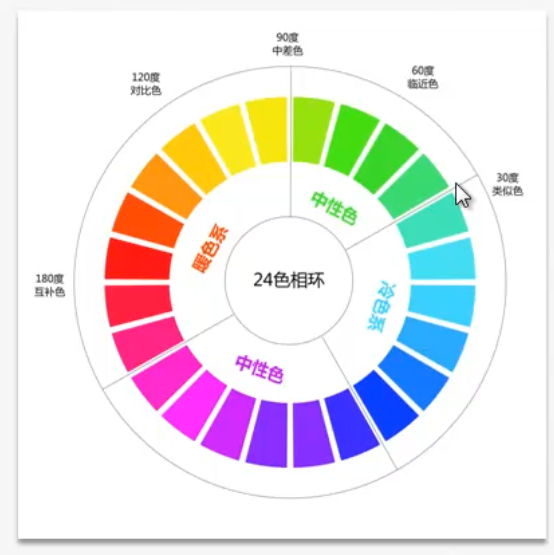 90度
中差色
60度
临近色
120度
对比色
30度
类似色
中性色
暖色系
24色相环
冷色系
180度
互补色
中性色